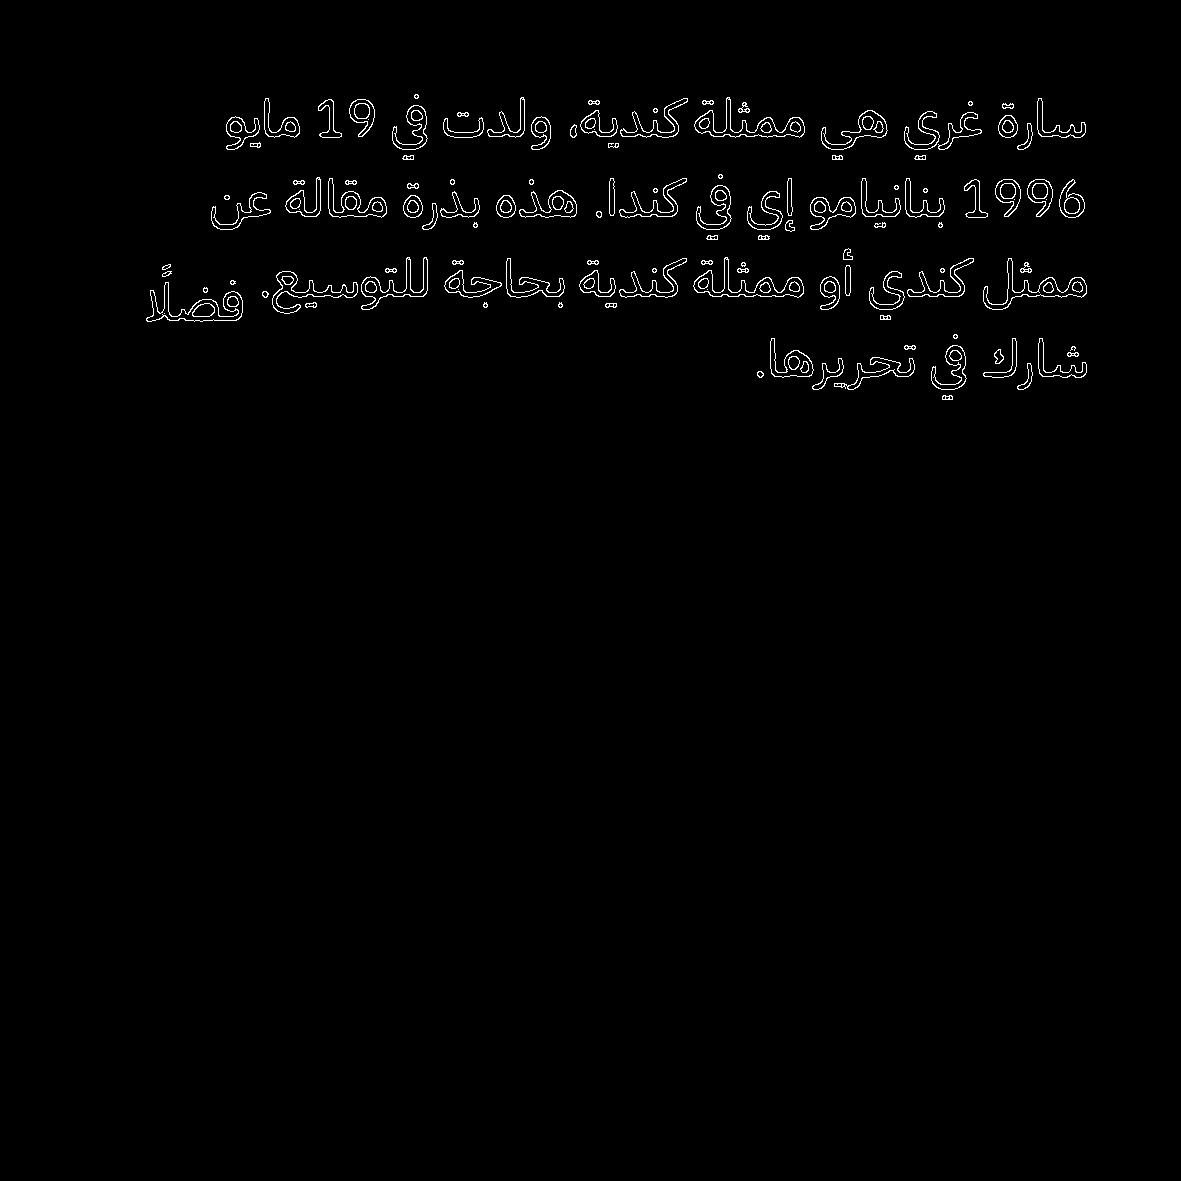 سارة غري هي ممثلة كندية، ولدت في 19 مايو
1996 بنانيامو إي في كندا. هذه بذرة مقالة عن
ممثل كندي أو ممثلة كندية بحاجة للتوسيع. فضلًا
شارك في تحريرها.